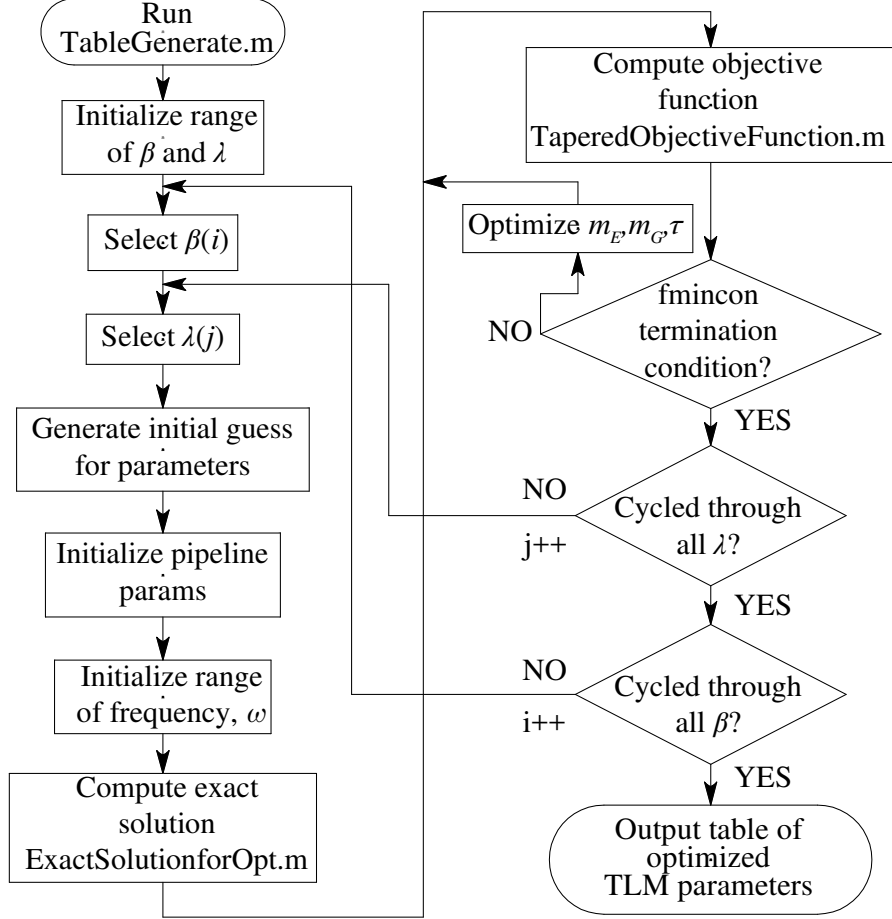 Run
TableGenerate.m
Initialize range
of β and λ
Select β(i)
Select λ(j)
Generate initial guess
for parameters
Initialize pipeline
params
Initialize range
of frequency, ω
Compute exact
solution
ExactSolutionforOpt.m
Compute objective
function
TaperedObjectiveFunction.m
Optimize m_E,m_G,τ
fmincon
termination
condition?
NO
YES
Cycled through
all λ?
NO
j++
YES
Cycled through
all β?
NO
i++
YES
Output table of
optimized
TLM parameters